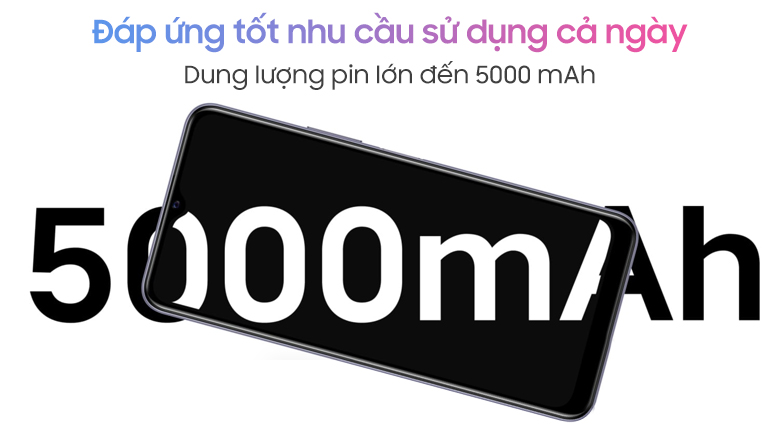 Đáp ứng tốt nhu cầu sử dụng cả ngày
Dung lượng pin lớn đến 5000 mAh
5000mAh